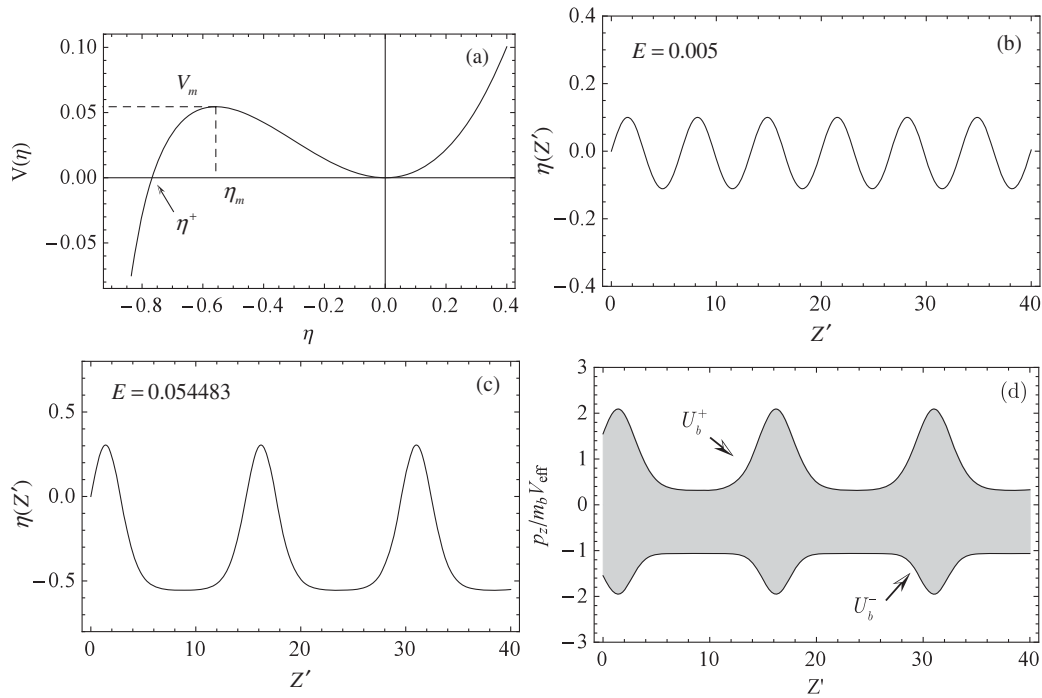 (a)
V(η)
0.10
0.05
0.00
−0.05
V_m
η_m
η^+
−0.8 −0.6 −0.4 −0.2 0.0 0.2 0.4
η
(b)
E = 0.005
η(Z′)
0.4
0.2
0.0
−0.2
−0.4
0 10 20 30 40
Z′
(c)
E = 0.054483
η(Z′)
0.5
0.0
−0.5
0 10 20 30 40
Z′
(d)
p_z/m_b V_eff
3
2
1
0
−1
−2
−3
U_b^+
U_b^-
0 10 20 30 40
Z'